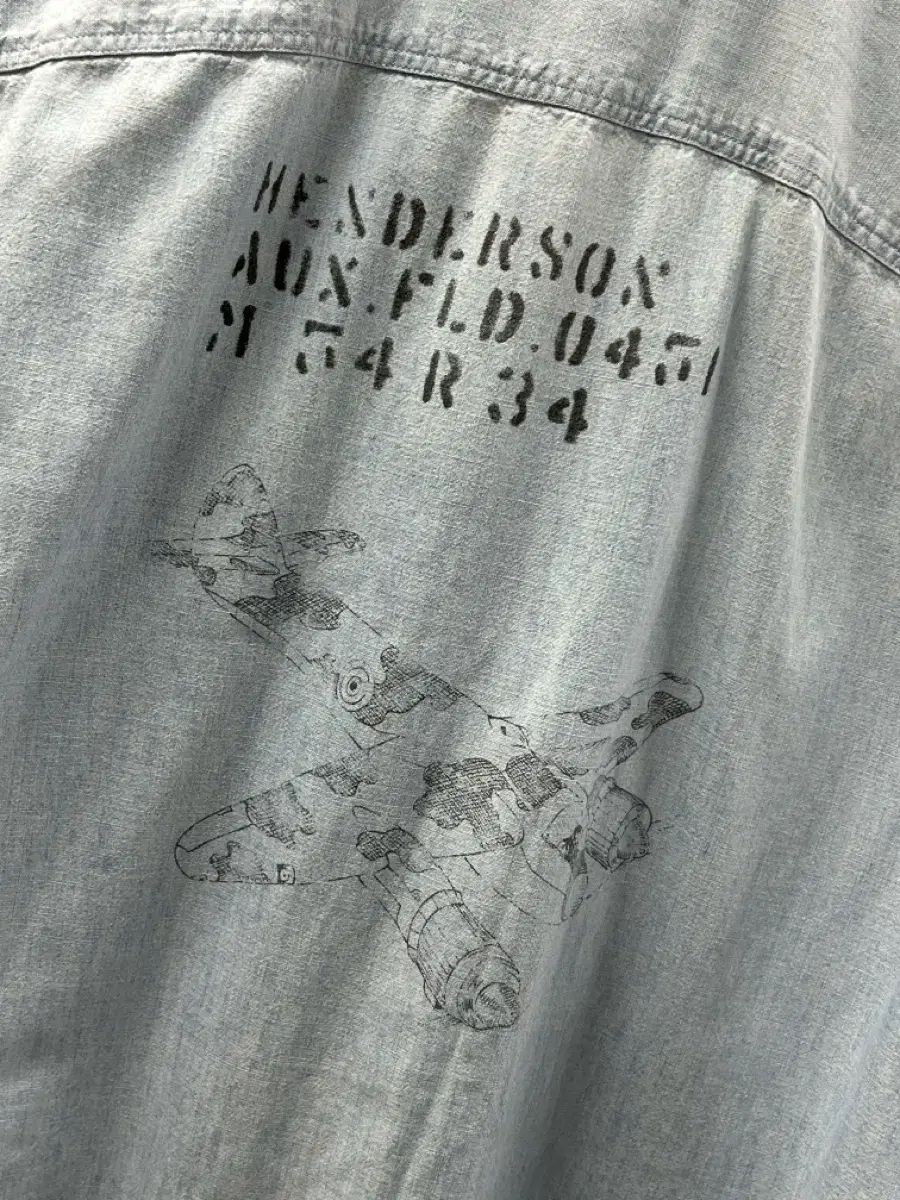 HENDERSON
AUX.FLD.0451
M 54 R 34